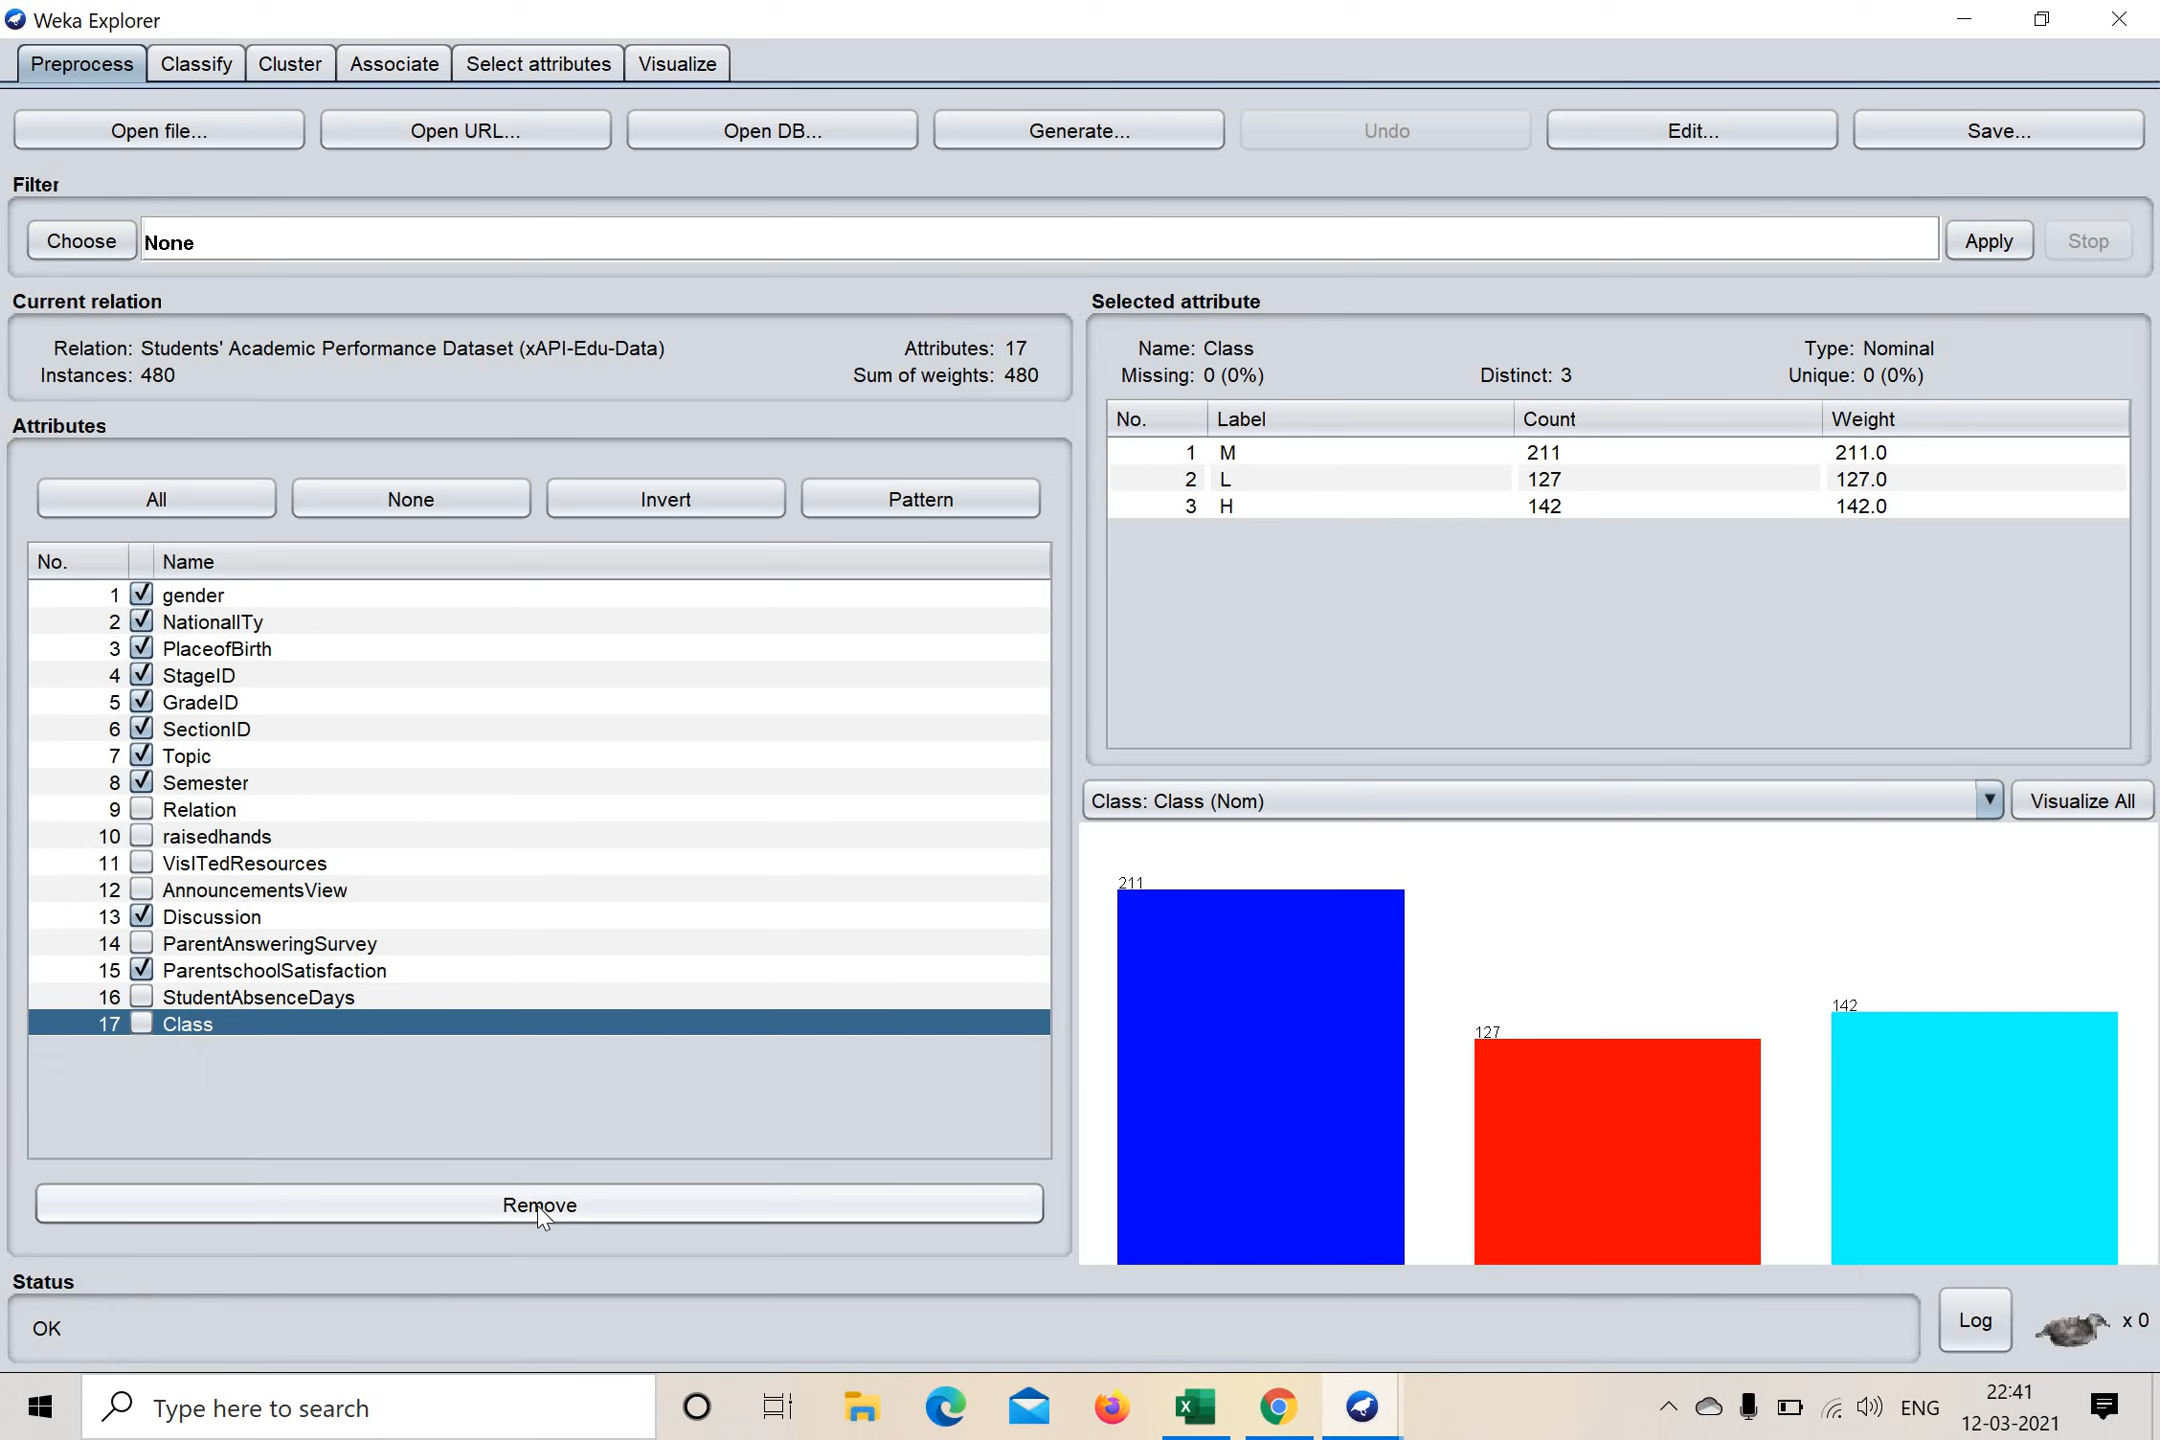 Weka Explorer
Preprocess Classify Cluster Associate Select attributes Visualize
Open file... Open URL... Open DB... Generate... Undo Edit... Save...
Filter
Choose None Apply Stop
Current relation
Relation: Students' Academic Performance Dataset (xAPI-Edu-Data) Attributes: 17
Instances: 480 Sum of weights: 480
Attributes
All None Invert Pattern
No. Name
1 gender
2 NationalITy
3 PlaceofBirth
4 StageID
5 GradeID
6 SectionID
7 Topic
8 Semester
9 Relation
10 raisedhands
11 VisITedResources
12 AnnouncementsView
13 Discussion
14 ParentAnsweringSurvey
15 ParentschoolSatisfaction
16 StudentAbsenceDays
17 Class
Remove
Selected attribute
Name: Class Type: Nominal
Missing: 0 (0%) Distinct: 3 Unique: 0 (0%)
No. Label Count Weight
1 M 211 211.0
2 L 127 127.0
3 H 142 142.0
Class: Class (Nom) Visualize All
211
142
127
Status
OK
Log x 0
Type here to search
ENG
22:41
12-03-2021